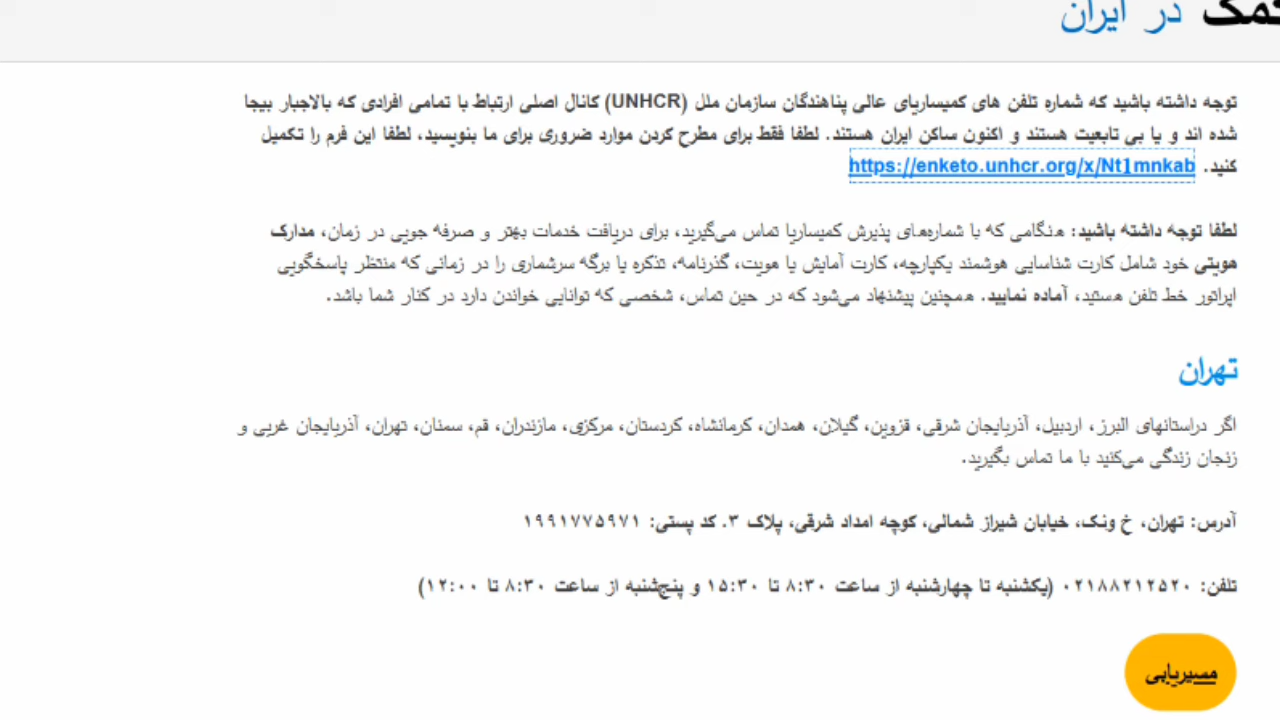 کمک در ایران
توجه داشته باشید که شماره تلفن های کمیساریای عالی پناهندگان سازمان ملل (UNHCR) کانال اصلی ارتباط با تمامی افرادی که بالاجبار بیجا
شده اند و یا بی تابعیت هستند و اکنون ساکن ایران هستند. لطفا فقط برای مطرح کردن موارد ضروری برای ما بنویسید، لطفا این فرم را تکمیل
کنید. https://enketo.unhcr.org/x/Nt1mnkab
لطفا توجه داشته باشید: هنگامی که با شماره‌های پذیرش کمیساریا تماس می‌گیرید، برای دریافت خدمات بهتر و صرفه جویی در زمان، مدارک
هویتی خود شامل کارت شناسایی هوشمند یکپارچه، کارت آمایش یا هویت، گذرنامه، تذکره یا برگه سرشماری را در زمانی که منتظر پاسخگویی
اپراتور خط تلفن هستید، آماده نمایید. همچنین پیشنهاد می‌شود که در حین تماس، شخصی که توانایی خواندن دارد در کنار شما باشد.
تهران
اگر دراستانهای البرز، اردبیل، آذربایجان شرقی، قزوین، گیلان، همدان، کرمانشاه، کردستان، مرکزی، مازندران، قم، سمنان، تهران، آذربایجان غربی و
زنجان زندگی می‌کنید با ما تماس بگیرید.
آدرس: تهران، خ ونک، خیابان شیراز شمالی، کوچه امداد شرقی، پلاک ۳. کد پستی: ۱۹۹۱۷۷۵۹۷۱
تلفن: ۰۲۱۸۸۲۱۲۵۲۰ (یکشنبه تا چهارشنبه از ساعت ۸:۳۰ تا ۱۵:۳۰ و پنج‌شنبه از ساعت ۸:۳۰ تا ۱۲:۰۰)
مسیریابی